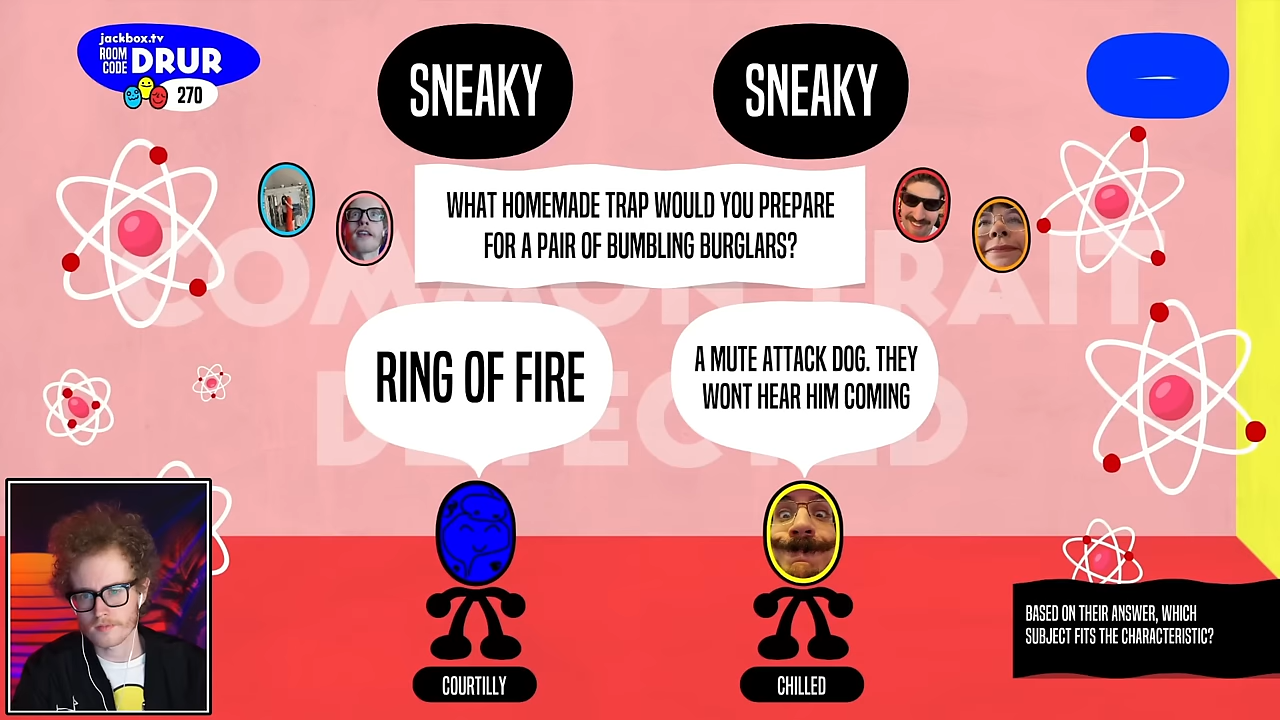 jackbox.tv
ROOM
CODE
DRUR
270
SNEAKY
SNEAKY
WHAT HOMEMADE TRAP WOULD YOU PREPARE
FOR A PAIR OF BUMBLING BURGLARS?
COMMON TRAIT
DETECTED
RING OF FIRE
A MUTE ATTACK DOG. THEY
WONT HEAR HIM COMING
BASED ON THEIR ANSWER, WHICH
SUBJECT FITS THE CHARACTERISTIC?
COURTILLY
CHILLED